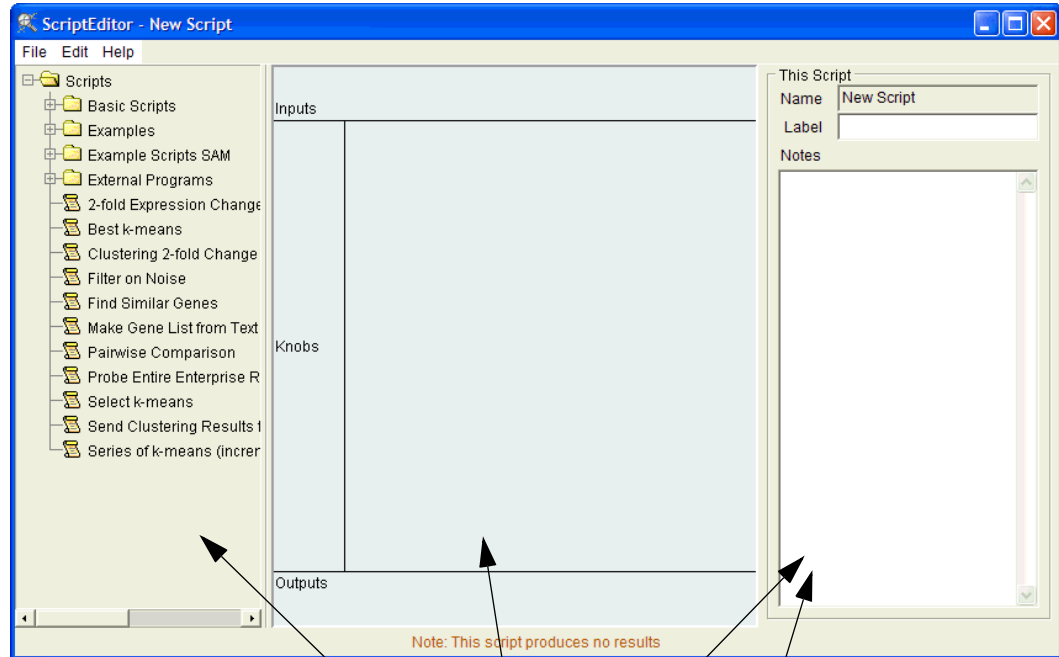 ScriptEditor - New Script
File Edit Help
Scripts
Basic Scripts
Examples
Example Scripts SAM
External Programs
2-fold Expression Change
Best k-means
Clustering 2-fold Change
Filter on Noise
Find Similar Genes
Make Gene List from Text
Pairwise Comparison
Probe Entire Enterprise R
Select k-means
Send Clustering Results
Series of k-means (incre
Inputs
Knobs
Outputs
This Script
Name New Script
Label
Notes
Note: This script produces no results